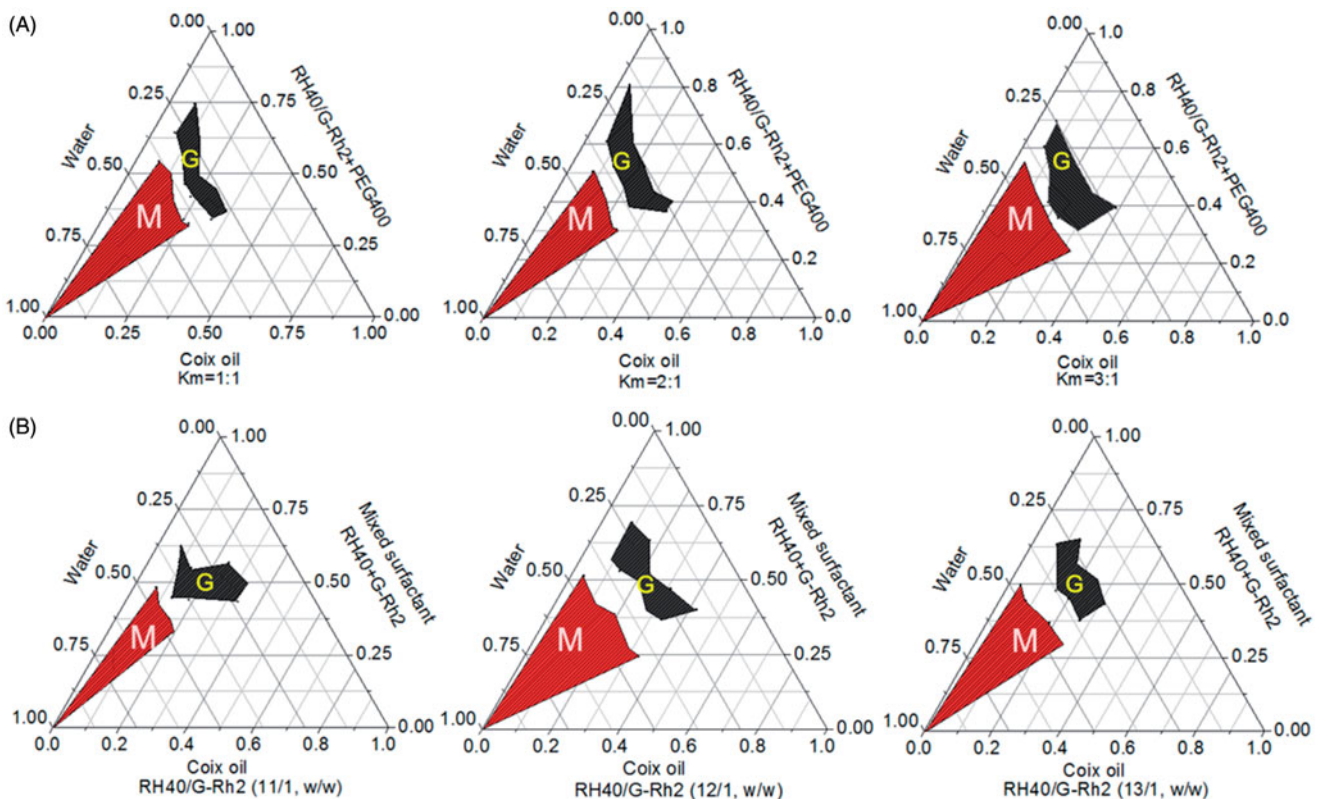 (A)
0.00 1.00
0.25 0.75
0.50 0.50
0.75 0.25
1.00 0.00
0.00 0.25 0.50 0.75 1.00
Water
RH40/G-Rh2+PEG400
G
M
Coix oil
Km=1:1
0.00 1.0
0.25 0.8
0.50 0.6
0.75 0.4
1.00 0.2
0.0
0.0 0.2 0.4 0.6 0.8 1.0
Water
RH40/G-Rh2+PEG400
G
M
Coix oil
Km=2:1
0.00 1.0
0.25 0.8
0.50 0.6
0.75 0.4
1.00 0.2
0.0
0.0 0.2 0.4 0.6 0.8 1.0
Water
RH40/G-Rh2+PEG400
G
M
Coix oil
Km=3:1
(B)
0.00 1.00
0.25 0.75
0.50 0.50
0.75 0.25
1.00 0.00
0.0 0.2 0.4 0.6 0.8 1.0
Water
Mixed surfactant
RH40+G-Rh2
G
M
Coix oil
RH40/G-Rh2 (11/1, w/w)
0.00 1.00
0.25 0.75
0.50 0.50
0.75 0.25
1.00 0.00
0.0 0.2 0.4 0.6 0.8 1.0
Water
Mixed surfactant
RH40+G-Rh2
G
M
Coix oil
RH40/G-Rh2 (12/1, w/w)
0.00 1.00
0.25 0.75
0.50 0.50
0.75 0.25
1.00 0.00
0.0 0.2 0.4 0.6 0.8 1.0
Water
Mixed surfactant
RH40+G-Rh2
G
M
Coix oil
RH40/G-Rh2 (13/1, w/w)